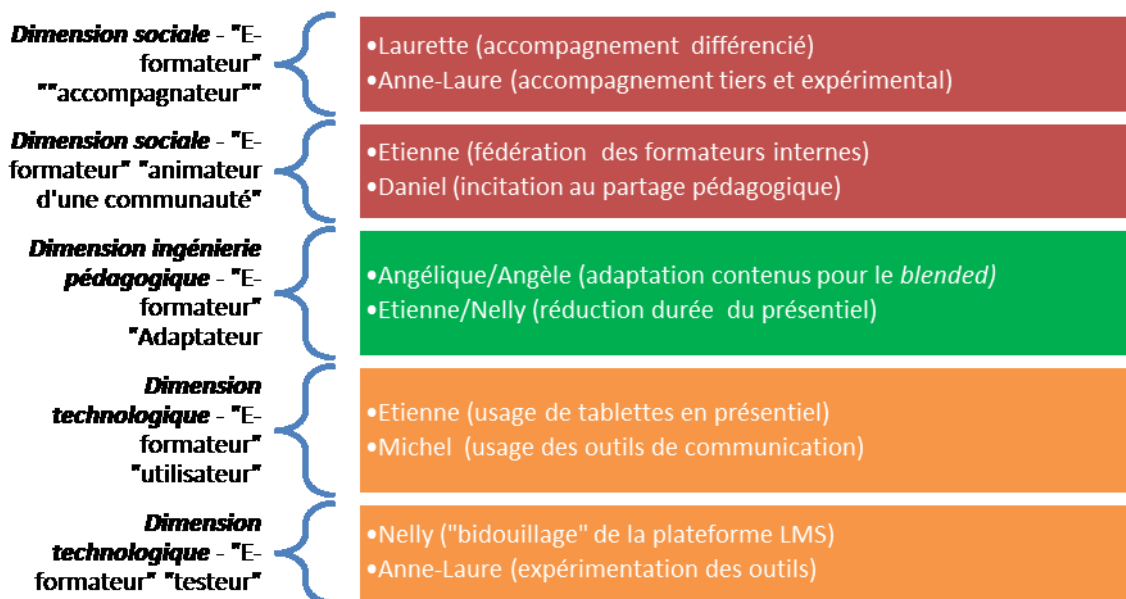 Dimension sociale - "E-
formateur"
""accompagnateur""
•Laurette (accompagnement différencié)
•Anne-Laure (accompagnement tiers et expérimental)
Dimension sociale - "E-
formateur" "animateur
d'une communauté"
•Etienne (fédération des formateurs internes)
•Daniel (incitation au partage pédagogique)
Dimension ingénierie
pédagogique - "E-
formateur"
"Adaptateur
•Angélique/Angèle (adaptation contenus pour le blended)
•Etienne/Nelly (réduction durée du présentiel)
Dimension
technologique - "E-
formateur"
"utilisateur"
•Etienne (usage de tablettes en présentiel)
•Michel (usage des outils de communication)
Dimension
technologique - "E-
formateur" "testeur"
•Nelly ("bidouillage" de la plateforme LMS)
•Anne-Laure (expérimentation des outils)